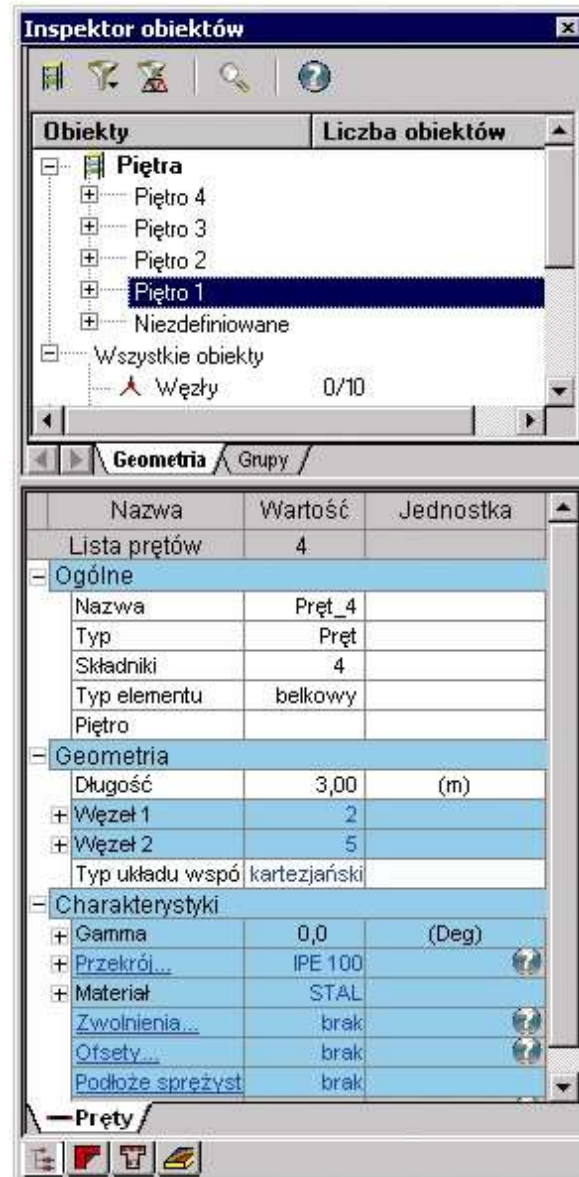 Inspektor obiektów
Obiekty Liczba obiektów
Piętra
Piętro 4
Piętro 3
Piętro 2
Piętro 1
Niezdefiniowane
Wszystkie obiekty
Węzły 0/10
Geometria Grupy
Nazwa Wartość Jednostka
Lista prętów 4
Ogólne
Nazwa Pręt_4
Typ Pręt
Składniki 4
Typ elementu belkowy
Piętro
Geometria
Długość 3,00 (m)
Węzeł 1 2
Węzeł 2 5
Typ układu wspó kartezjański
Charakterystyki
Gamma 0,0 (Deg)
Przekrój... IPE 100
Materiał STAL
Zwolnienia... brak
Ofsety... brak
Podłoże sprężyst brak
Pręty